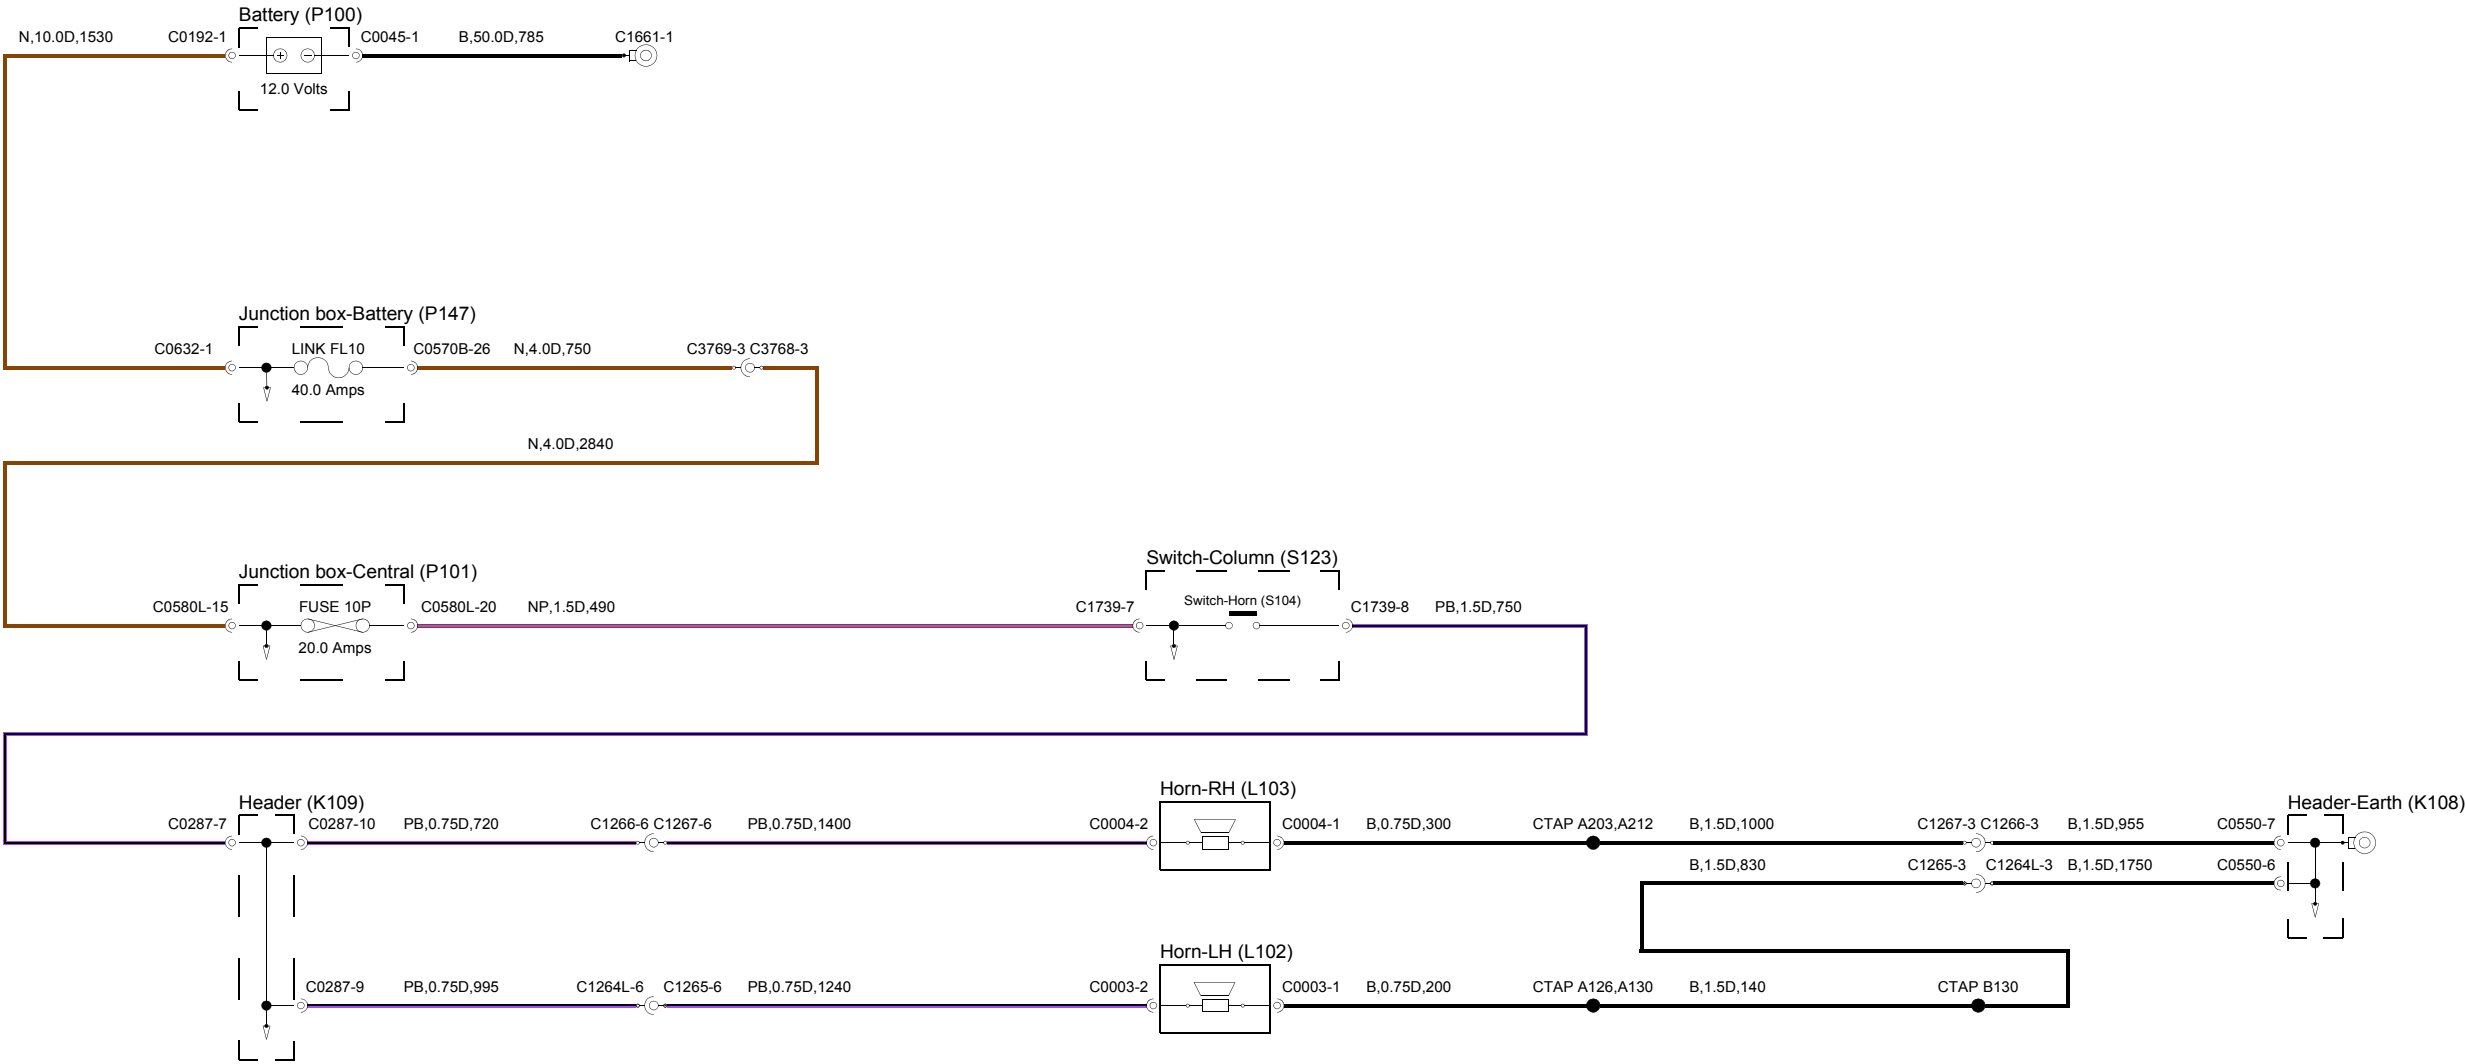 Battery (P100)
N,10.0D,1530 C0192-1 C0045-1 B,50.0D,785 C1661-1
12.0 Volts
Junction box-Battery (P147)
C0632-1 LINK FL10 C0570B-26 N,4.0D,750 C3769-3 C3768-3
40.0 Amps
N,4.0D,2840
Switch-Column (S123)
Junction box-Central (P101)
C0580L-15 FUSE 10P C0580L-20 NP,1.5D,490 C1739-7 Switch-Horn (S104) C1739-8 PB,1.5D,750
20.0 Amps
Horn-RH (L103)
Header (K109) Header-Earth (K108)
C0287-7 C0287-10 PB,0.75D,720 C1266-6 C1267-6 PB,0.75D,1400 C0004-2 C0004-1 B,0.75D,300 CTAP A203,A212 B,1.5D,1000 C1267-3 C1266-3 B,1.5D,955 C0550-7
B,1.5D,830 C1265-3 C1264L-3 B,1.5D,1750 C0550-6
Horn-LH (L102)
C0287-9 PB,0.75D,995 C1264L-6 C1265-6 PB,0.75D,1240 C0003-2 C0003-1 B,0.75D,200 CTAP A126,A130 B,1.5D,140 CTAP B130